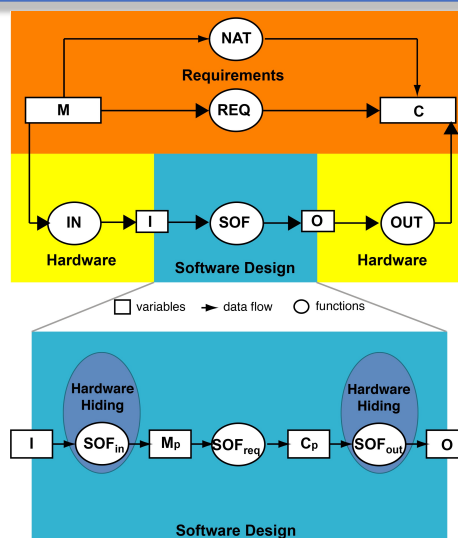 NAT
Requirements
M
REQ
C
IN
I
SOF
O
OUT
Hardware
Software Design
Hardware
variables
data flow
functions
Hardware
Hiding
Hardware
Hiding
I
SOFin
Mp
SOFreq
Cp
SOFout
O
Software Design